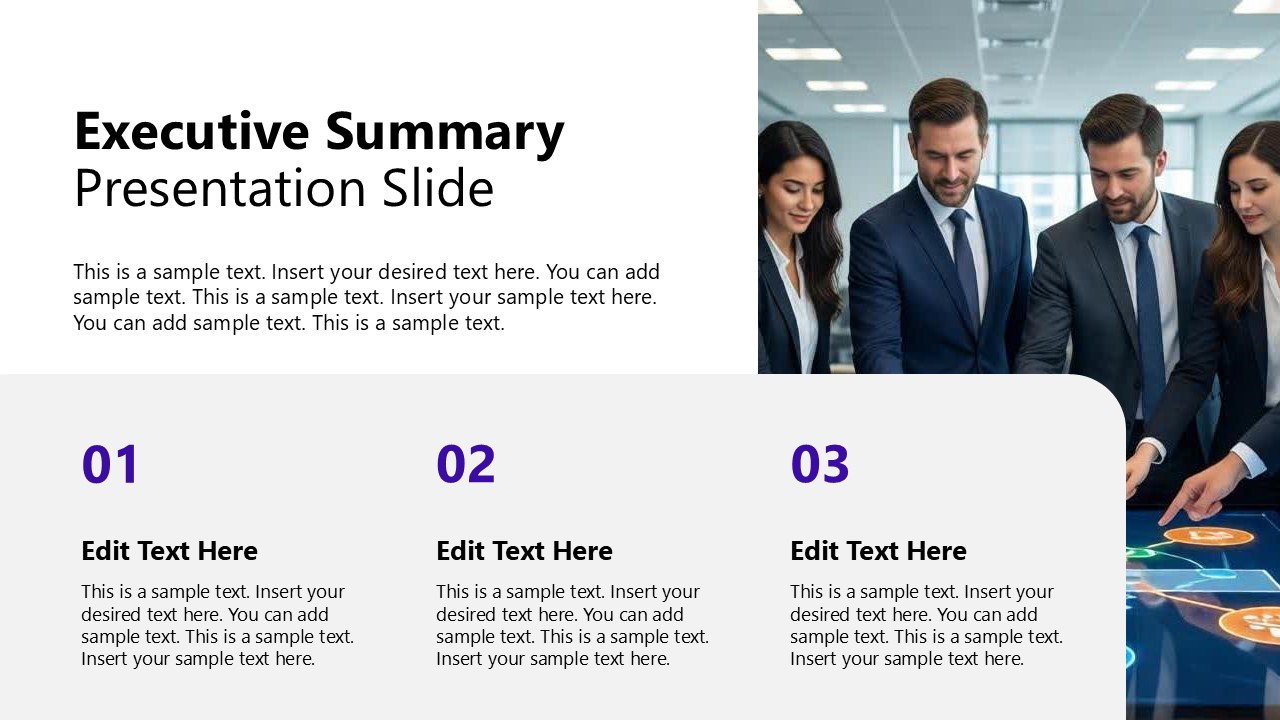 Executive Summary
Presentation Slide
This is a sample text. Insert your desired text here. You can add
sample text. This is a sample text. Insert your sample text here.
You can add sample text. This is a sample text.
01
Edit Text Here
This is a sample text. Insert your
desired text here. You can add
sample text. This is a sample text.
Insert your sample text here.
02
Edit Text Here
This is a sample text. Insert your
desired text here. You can add
sample text. This is a sample text.
Insert your sample text here.
03
Edit Text Here
This is a sample text. Insert your
desired text here. You can add
sample text. This is a sample text.
Insert your sample text here.